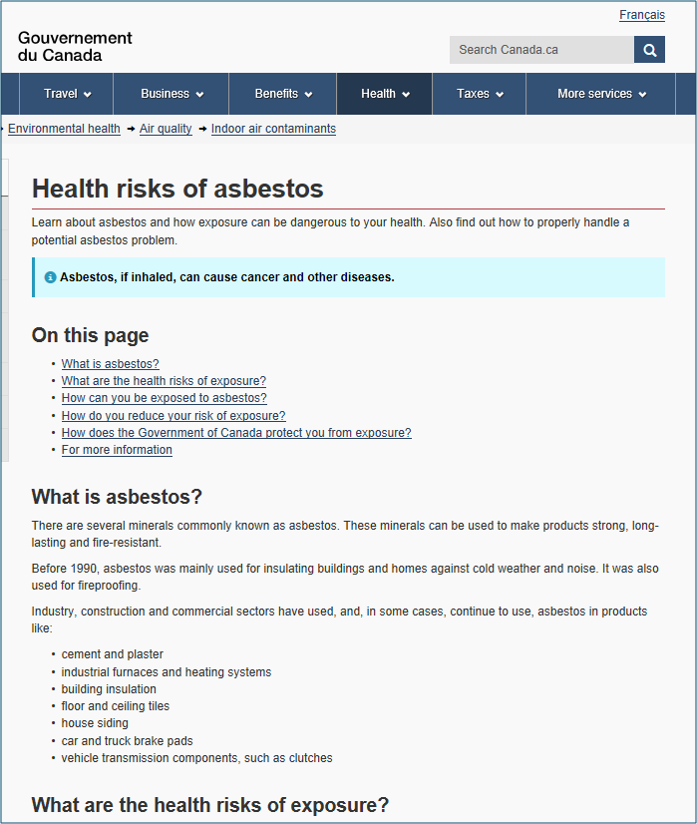 Français
Gouvernement
du Canada
Search Canada.ca
Travel
Business
Benefits
Health
Taxes
More services
Environmental health ➔ Air quality ➔ Indoor air contaminants
Health risks of asbestos
Learn about asbestos and how exposure can be dangerous to your health. Also find out how to properly handle a
potential asbestos problem.
Asbestos, if inhaled, can cause cancer and other diseases.
On this page
• What is asbestos?
• What are the health risks of exposure?
• How can you be exposed to asbestos?
• How do you reduce your risk of exposure?
• How does the Government of Canada protect you from exposure?
• For more information
What is asbestos?
There are several minerals commonly known as asbestos. These minerals can be used to make products strong, long-
lasting and fire-resistant.
Before 1990, asbestos was mainly used for insulating buildings and homes against cold weather and noise. It was also
used for fireproofing.
Industry, construction and commercial sectors have used, and, in some cases, continue to use, asbestos in products
like:
• cement and plaster
• industrial furnaces and heating systems
• building insulation
• floor and ceiling tiles
• house siding
• car and truck brake pads
• vehicle transmission components, such as clutches
What are the health risks of exposure?